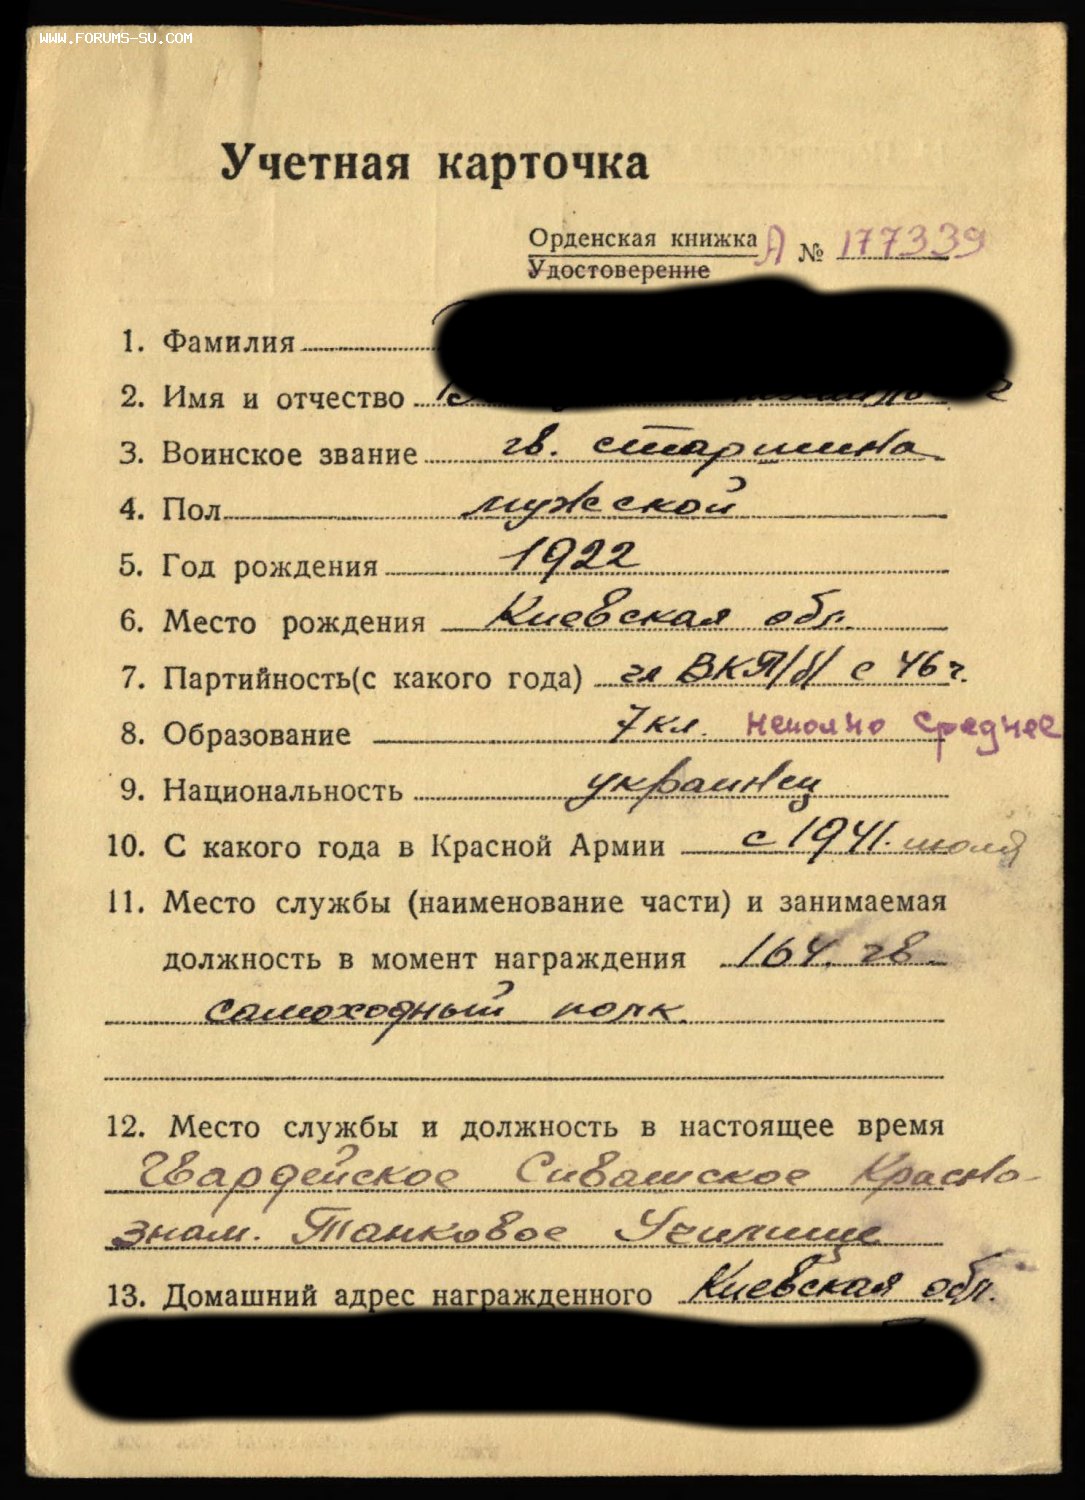 WWW.FORUMS-SU.COM
Учетная карточка
Орденская книжка А № 177339
Удостоверение
1. Фамилия
2. Имя и отчество
3. Воинское звание гв. старшина
4. Пол мужской
5. Год рождения 1922
6. Место рождения Киевская обл.
7. Партийность(с какого года) чл ВКП/б/ с 46 г.
8. Образование 7 кл. неполно среднее
9. Национальность украинец
10. С какого года в Красной Армии с 1941. июля
11. Место службы (наименование части) и занимаемая
должность в момент награждения 164. гв.
самоходный полк.
12. Место службы и должность в настоящее время
Гвардейское Сивашское Красно-
знам. Танковое Училище
13. Домашний адрес награжденного Киевская обл.